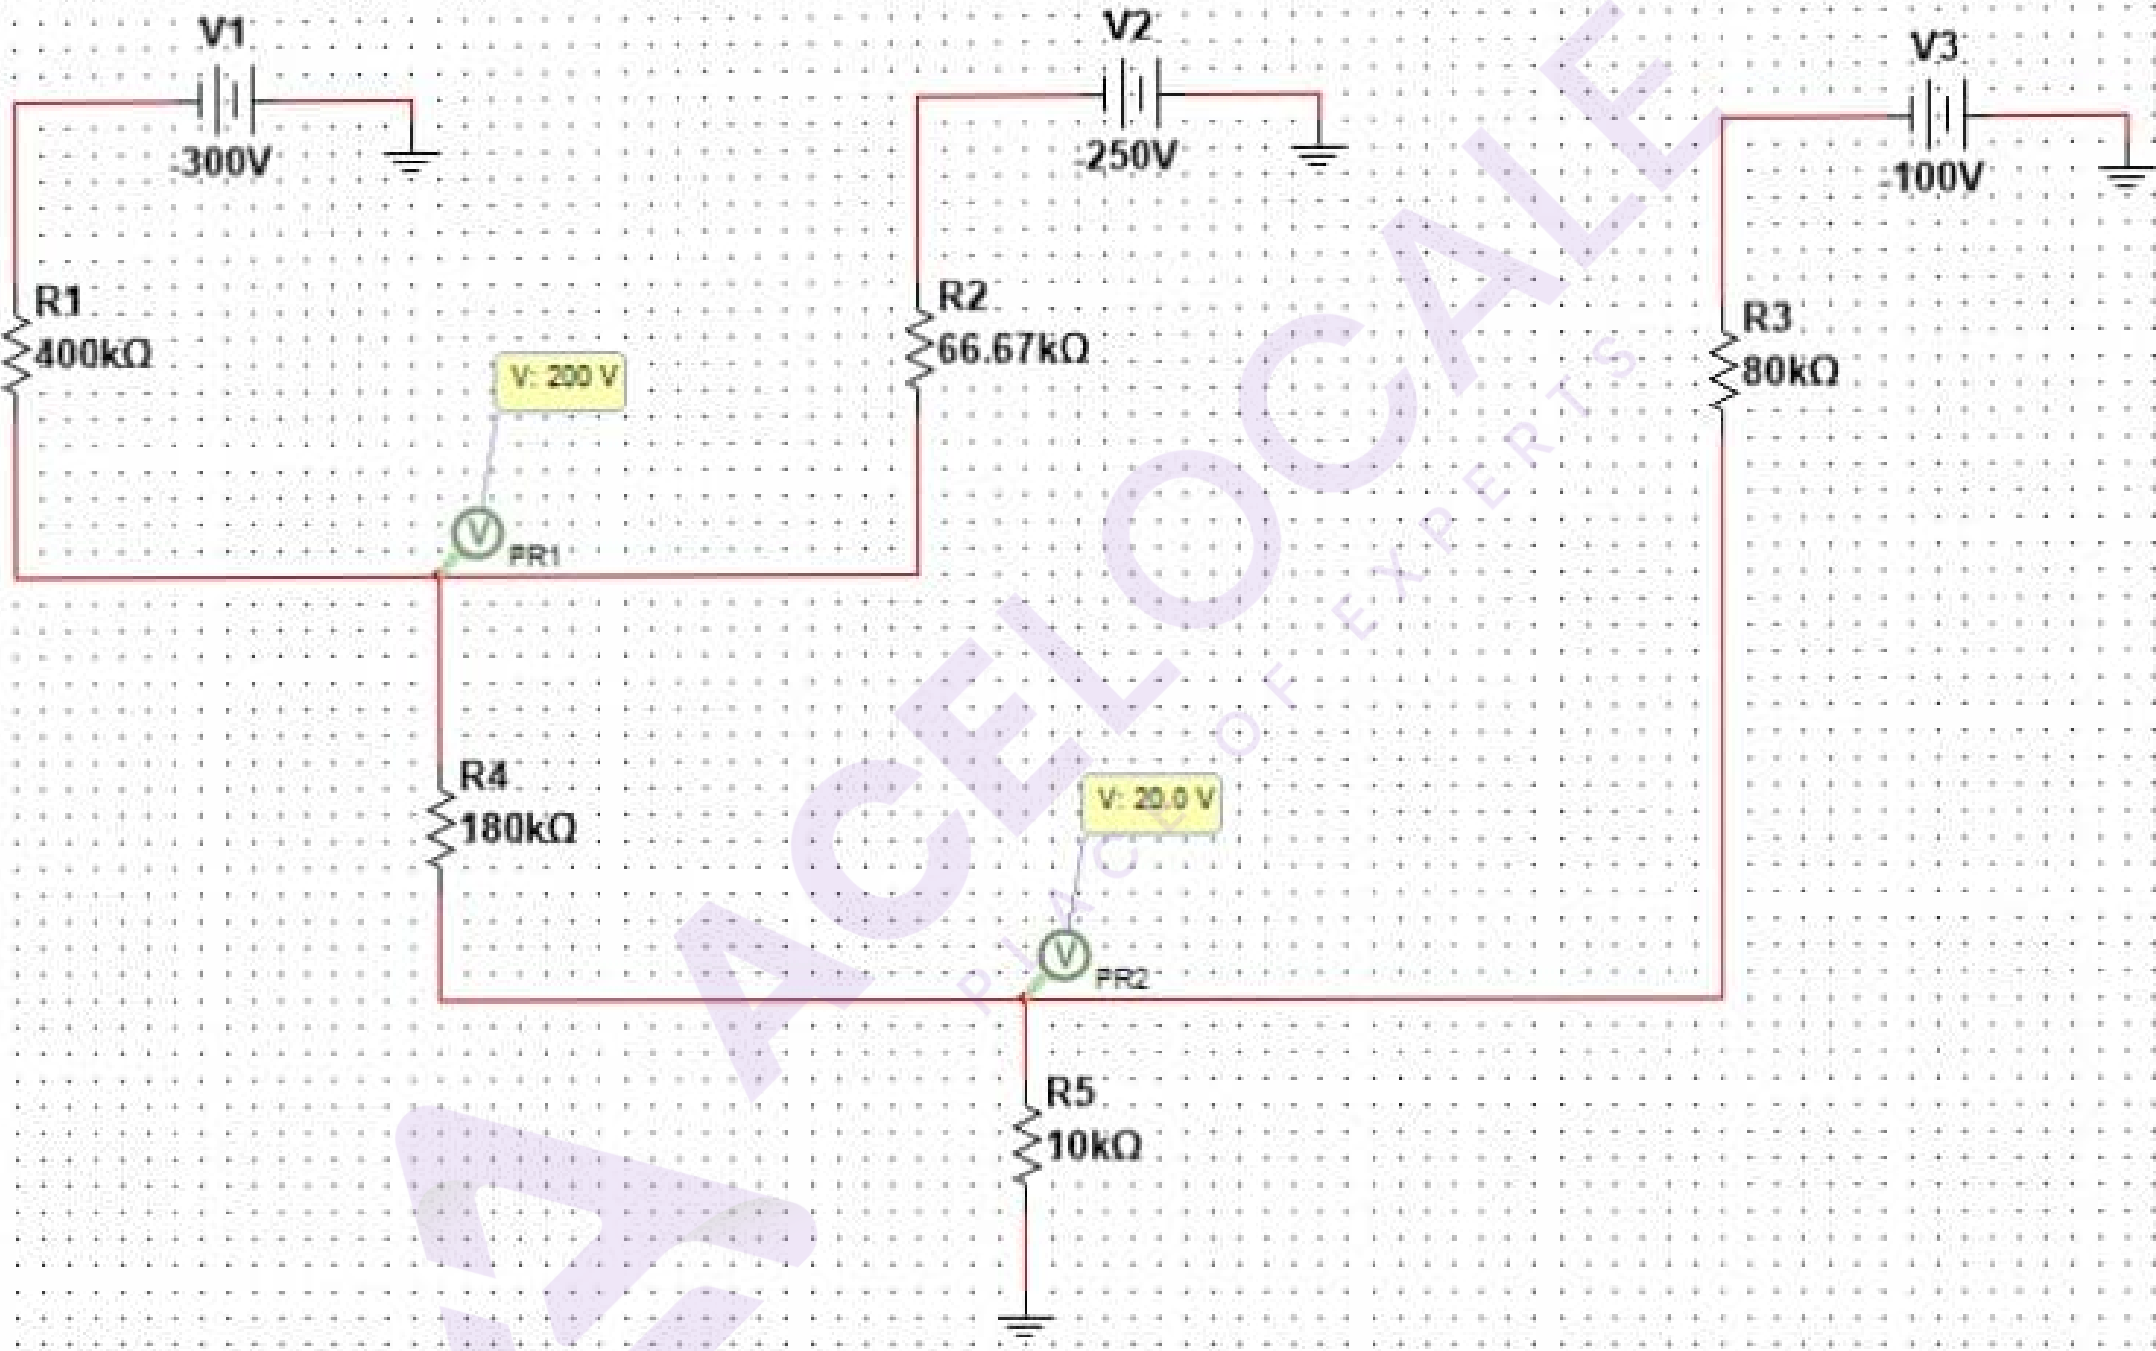 V1
-300V
V2
-250V
V3
-100V
R1
400kΩ
R2
66.67kΩ
R3
80kΩ
V: 200 V
V
PR1
R4
180kΩ
V: 20.0 V
V
PR2
R5
10kΩ
ACELOCALE
PLACE OF EXPERTS